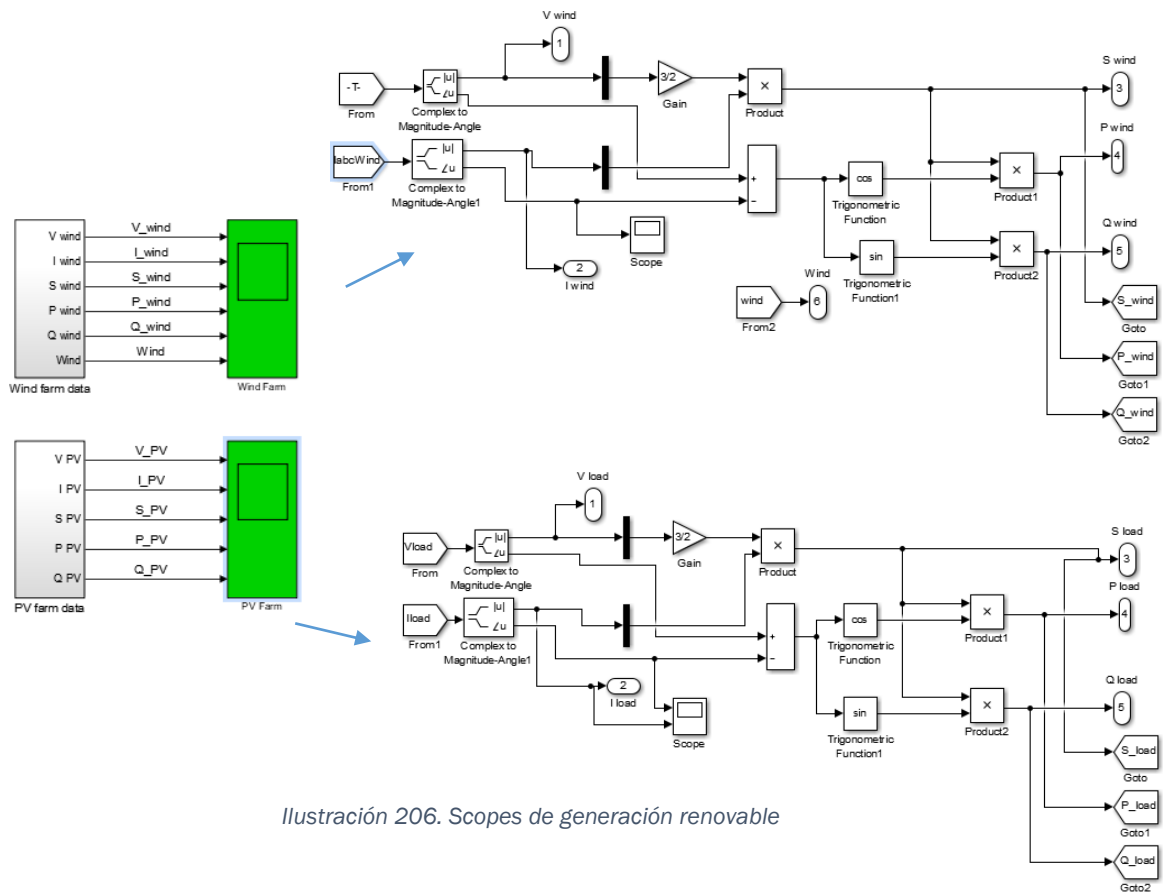 V wind
1
-T-
From
|u|
∠u
Complex to
Magnitude-Angle
3/2
Gain
×
Product
S wind
3
P wind
4
IabcWind
From1
|u|
∠u
Complex to
Magnitude-Angle1
+
−
cos
Trigonometric
Function
×
Product1
Scope
2
I wind
sin
Trigonometric
Function1
×
Product2
Q wind
5
Wind
6
wind
From2
S_wind
Goto
P_wind
Goto1
Q_wind
Goto2
V wind
V_wind
I wind
I_wind
S wind
S_wind
P wind
P_wind
Q wind
Q_wind
Wind
Wind
Wind farm data
Wind Farm
V PV
V_PV
I PV
I_PV
S PV
S_PV
P PV
P_PV
Q PV
Q_PV
PV farm data
PV Farm
V load
1
Vload
From
|u|
∠u
Complex to
Magnitude-Angle
3/2
Gain
×
Product
S load
3
P load
4
Iload
From1
|u|
∠u
Complex to
Magnitude-Angle1
+
−
cos
Trigonometric
Function
×
Product1
2
I load
Scope
sin
Trigonometric
Function1
×
Product2
Q load
5
S_load
Goto
P_load
Goto1
Q_load
Goto2
Ilustración 206. Scopes de generación renovable